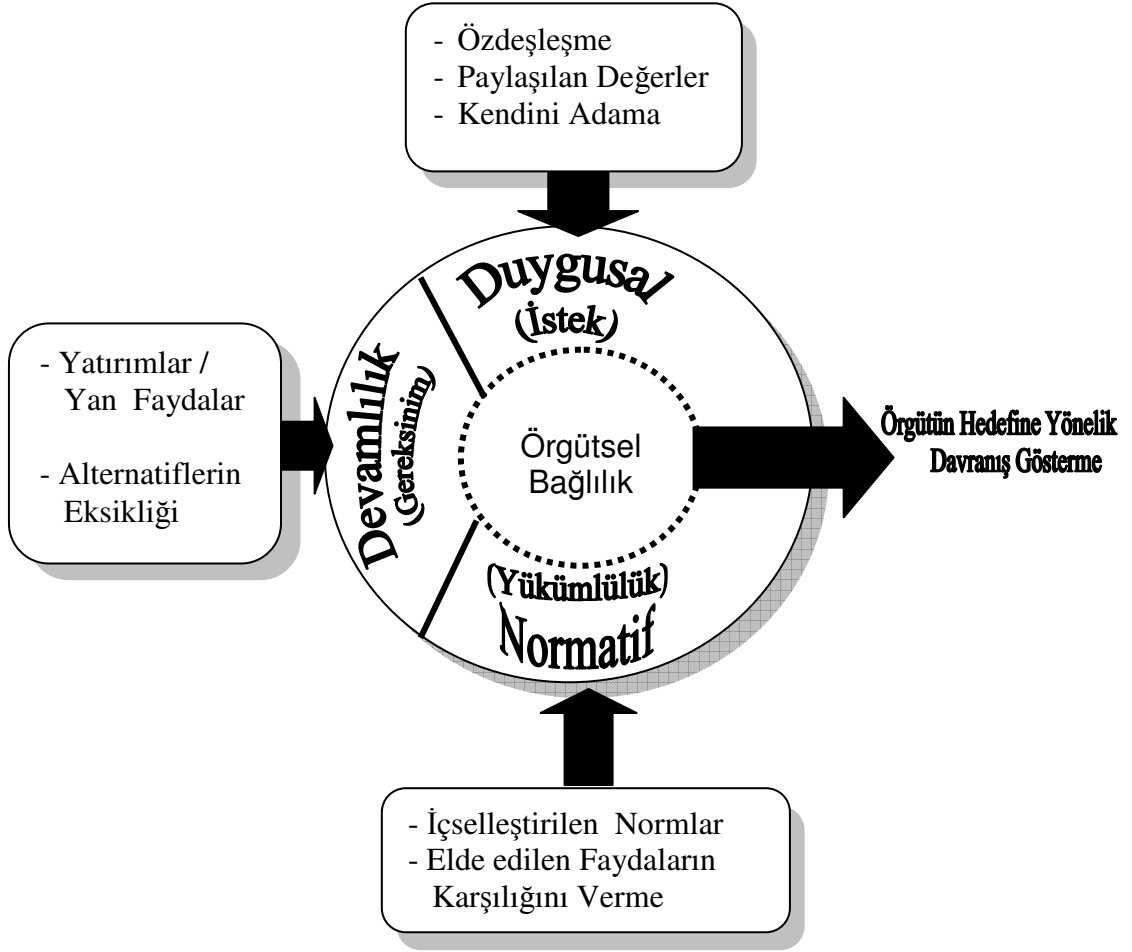 - Özdeşleşme
- Paylaşılan Değerler
- Kendini Adama
Duygusal
(İstek)
- Yatırımlar /
Yan Faydalar
- Alternatiflerin
Eksikliği
Devamlılık
(Gereksinim)
Örgütsel
Bağlılık
Örgütün Hedefine Yönelik
Davranış Gösterme
(Yükümlülük)
Normatif
- İçselleştirilen Normlar
- Elde edilen Faydaların
Karşılığını Verme